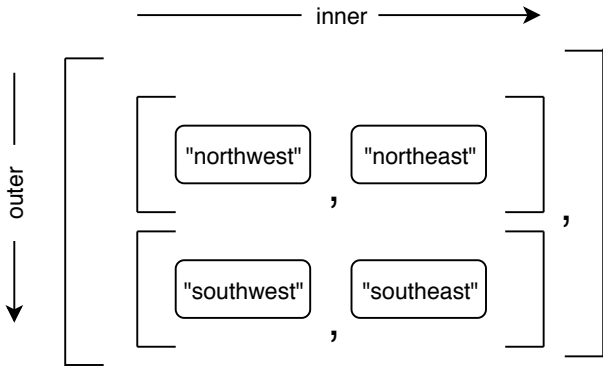 inner
outer
"northwest" , "northeast"
,
"southwest" , "southeast"